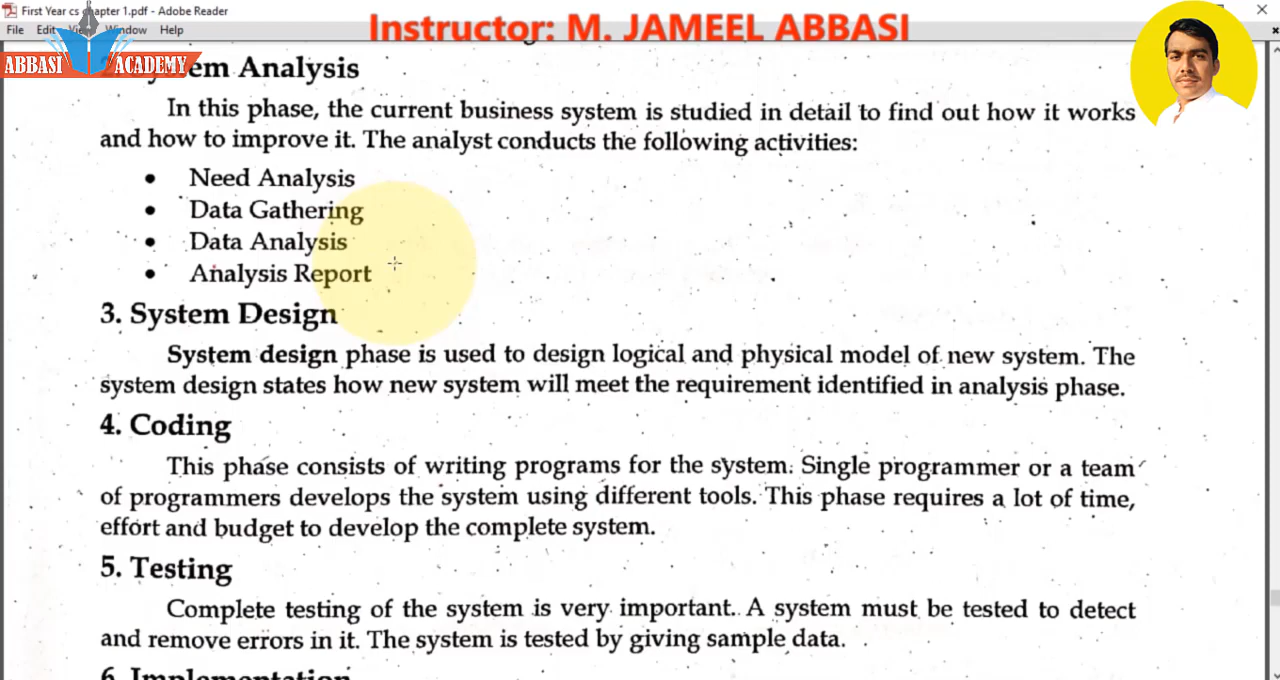 First Year cs chapter 1.pdf - Adobe Reader
Instructor: M. JAMEEL ABBASI
File Edit View Window Help
ABBASI ACADEMY
System Analysis
In this phase, the current business system is studied in detail to find out how it works
and how to improve it. The analyst conducts the following activities:
• Need Analysis
• Data Gathering
• Data Analysis
• Analysis Report
3. System Design
System design phase is used to design logical and physical model of new system. The
system design states how new system will meet the requirement identified in analysis phase.
4. Coding
This phase consists of writing programs for the system. Single programmer or a team
of programmers develops the system using different tools. This phase requires a lot of time,
effort and budget to develop the complete system.
5. Testing
Complete testing of the system is very important. A system must be tested to detect
and remove errors in it. The system is tested by giving sample data.
6. Implementation